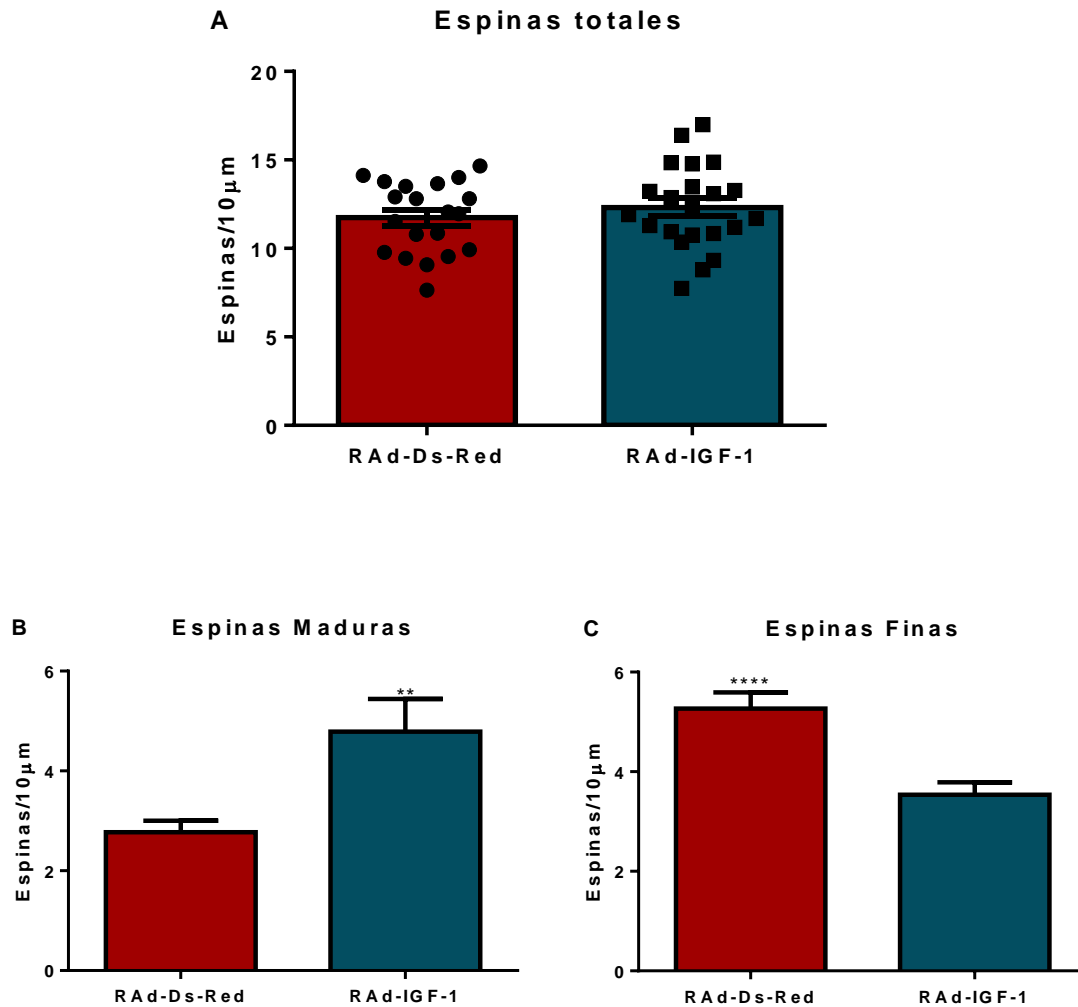 A Espinas totales
Espinas/10μm
20
15
10
5
0
RAd-Ds-Red RAd-IGF-1
B Espinas Maduras
Espinas/10μm
6
4
2
0
**
RAd-Ds-Red RAd-IGF-1
C Espinas Finas
Espinas/10μm
6
4
2
0
****
RAd-Ds-Red RAd-IGF-1